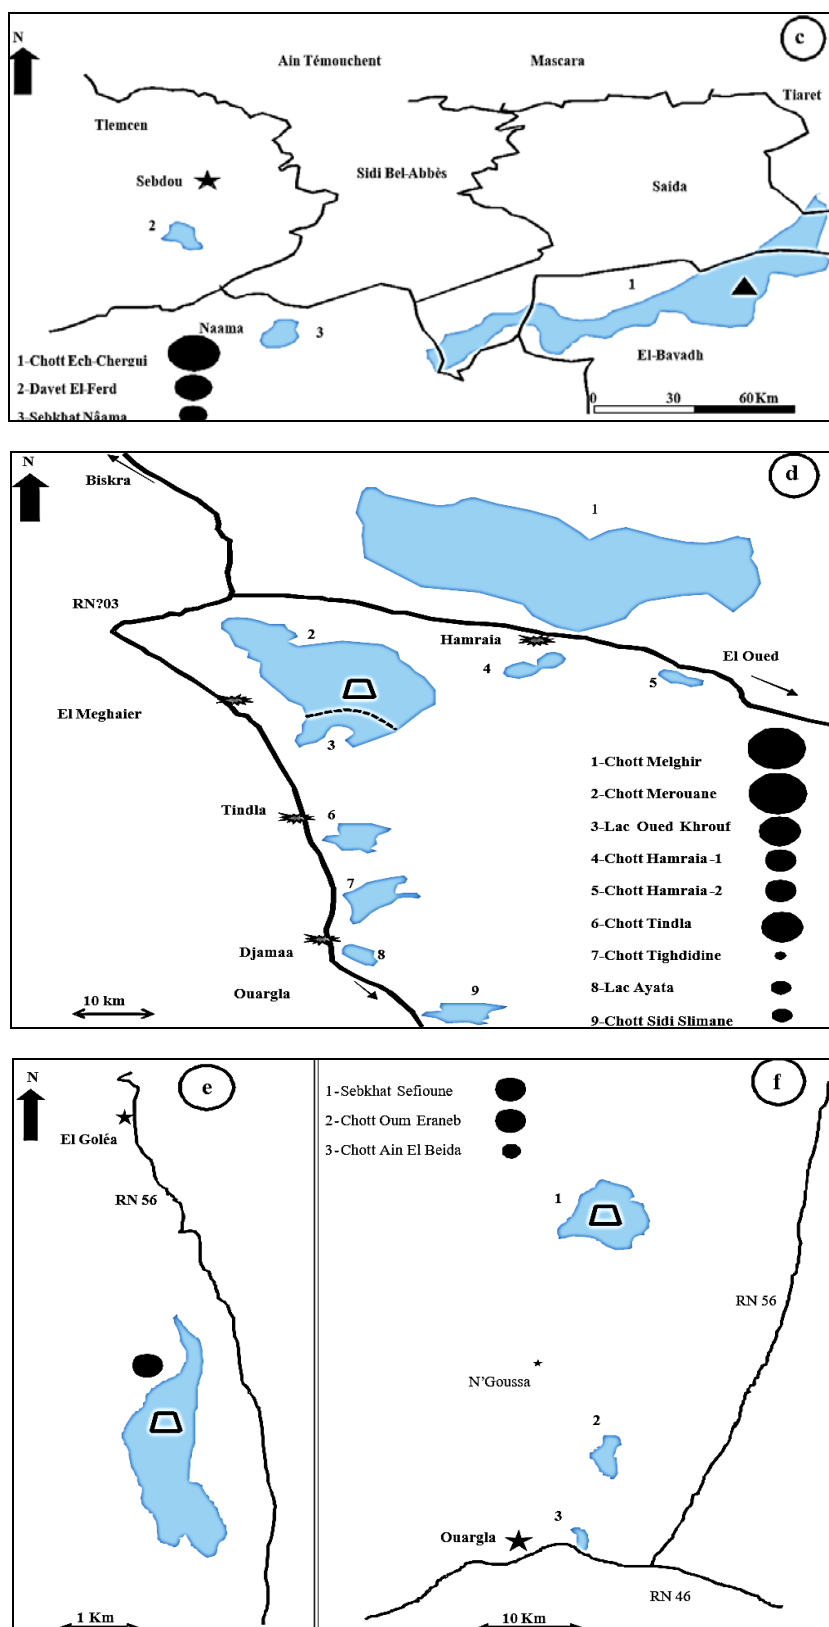 c
N
Ain Témouchent
Mascara
Tiaret
Tlemcen
Sidi Bel-Abbès
Sebdou
Saida
2
1
Naama
3
1-Chott Ech-Chergui
El-Bavadh
2-Davet El-Ferd
0 30 60 Km
3-Sebkhat Nâama
d
N
Biskra
1
RN?03
2
Hamraia
El Oued
4
5
El Meghaier
3
1-Chott Melghir
2-Chott Merouane
Tindla
6
3-Lac Oued Khrouf
4-Chott Hamraia-1
7
5-Chott Hamraia-2
6-Chott Tindla
Djamaa
8
7-Chott Tighdidine
Ouargla
8-Lac Ayata
10 km
9
9-Chott Sidi Slimane
N
e
El Goléa
RN 56
1 Km
f
1-Sebkhat Sefioune
2-Chott Oum Eraneb
3-Chott Ain El Beida
1
RN 56
N'Goussa
2
3
Ouargla
RN 46
10 Km